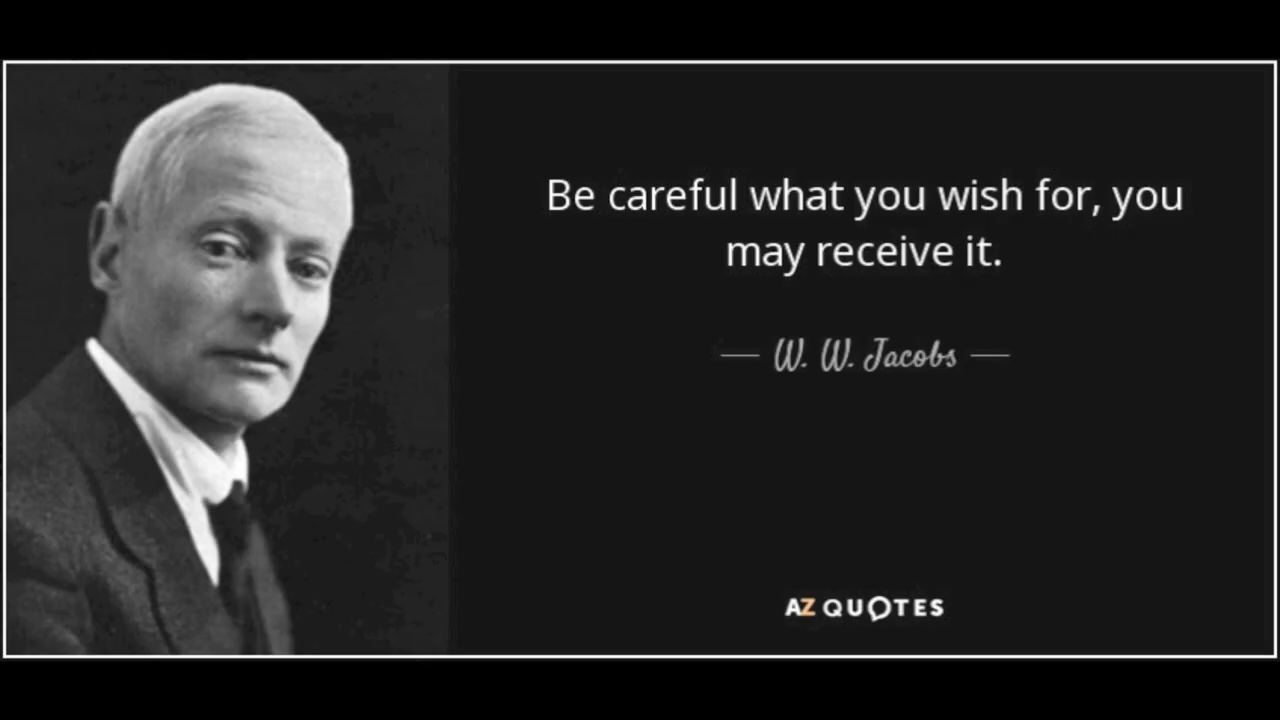 Be careful what you wish for, you
may receive it.
— W. W. Jacobs —
AZ QUOTES